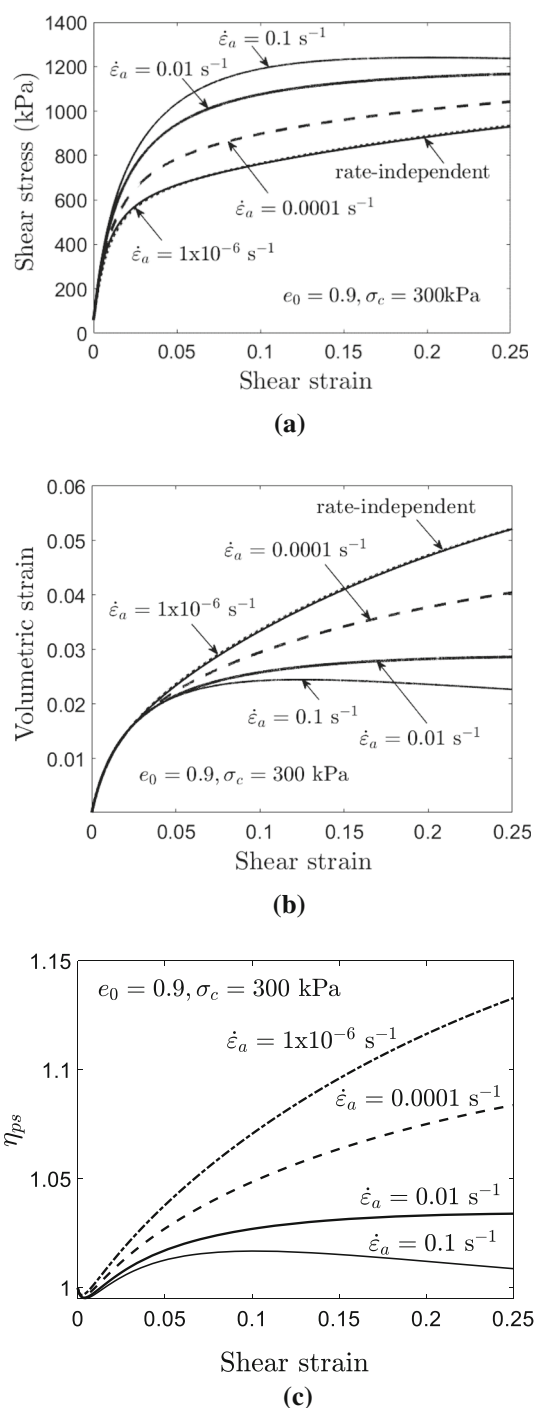 1400
1200
1000
800
600
400
200
0
Shear stress (kPa)
ε̇ₐ = 0.1 s⁻¹
ε̇ₐ = 0.01 s⁻¹
rate-independent
ε̇ₐ = 0.0001 s⁻¹
ε̇ₐ = 1x10⁻⁶ s⁻¹
e₀ = 0.9, σ_c = 300kPa
0 0.05 0.1 0.15 0.2 0.25
Shear strain
(a)
0.06
0.05
0.04
0.03
0.02
0.01
Volumetric strain
rate-independent
ε̇ₐ = 0.0001 s⁻¹
ε̇ₐ = 1x10⁻⁶ s⁻¹
ε̇ₐ = 0.1 s⁻¹
ε̇ₐ = 0.01 s⁻¹
e₀ = 0.9, σ_c = 300 kPa
0 0.05 0.1 0.15 0.2 0.25
Shear strain
(b)
1.15
1.1
1.05
1
η_ps
e₀ = 0.9, σ_c = 300 kPa
ε̇ₐ = 1x10⁻⁶ s⁻¹
ε̇ₐ = 0.0001 s⁻¹
ε̇ₐ = 0.01 s⁻¹
ε̇ₐ = 0.1 s⁻¹
0 0.05 0.1 0.15 0.2 0.25
Shear strain
(c)